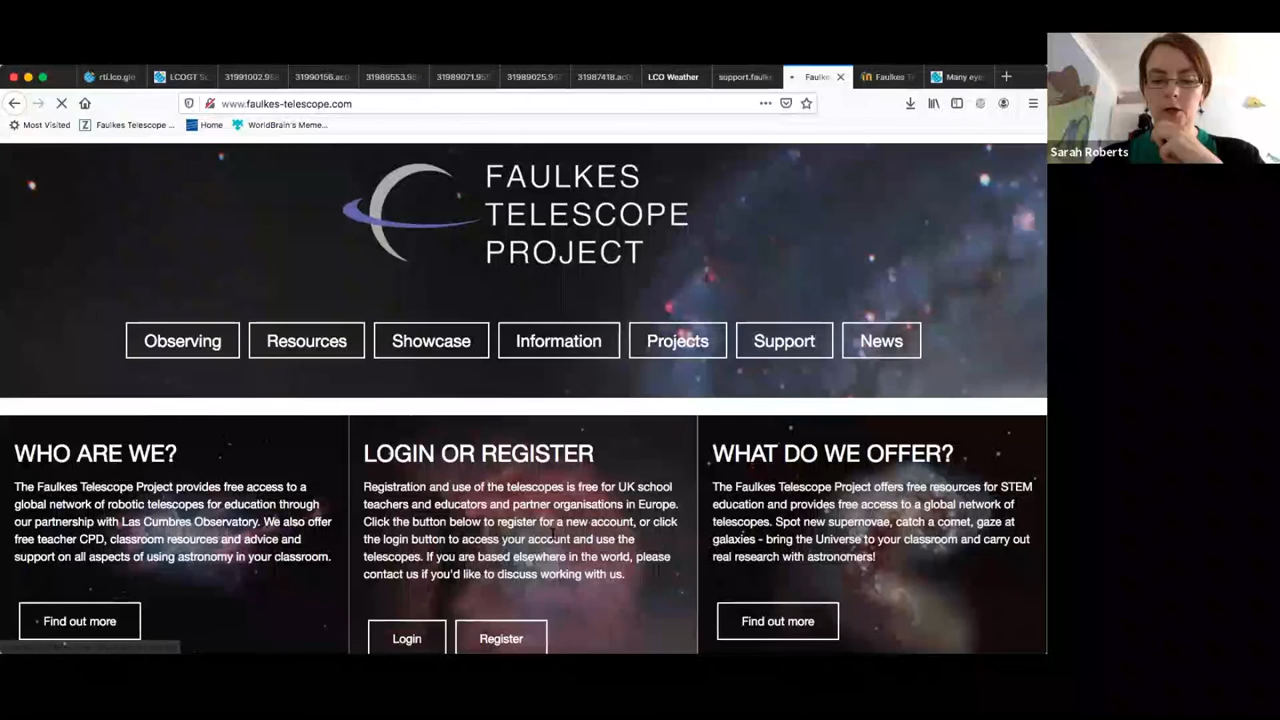 rti.lco.glo
LCOGT Sc
31991002.958
31990156.ac0
31989553.95
31989071.95
31989025.967
31987418.ac0
LCO Weather
support.faulke
Faulke
Faulkes T
Many eye
www.faulkes-telescope.com
Most Visited
Faulkes Telescope ...
Home
WorldBrain's Meme...
Sarah Roberts
FAULKES
TELESCOPE
PROJECT
Observing
Resources
Showcase
Information
Projects
Support
News
WHO ARE WE?
The Faulkes Telescope Project provides free access to a
global network of robotic telescopes for education through
our partnership with Las Cumbres Observatory. We also offer
free teacher CPD, classroom resources and advice and
support on all aspects of using astronomy in your classroom.
Find out more
LOGIN OR REGISTER
Registration and use of the telescopes is free for UK school
teachers and educators and partner organisations in Europe.
Click the button below to register for a new account, or click
the login button to access your account and use the
telescopes. If you are based elsewhere in the world, please
contact us if you'd like to discuss working with us.
Login
Register
WHAT DO WE OFFER?
The Faulkes Telescope Project offers free resources for STEM
education and provides free access to a global network of
telescopes. Spot new supernovae, catch a comet, gaze at
galaxies - bring the Universe to your classroom and carry out
real research with astronomers!
Find out more